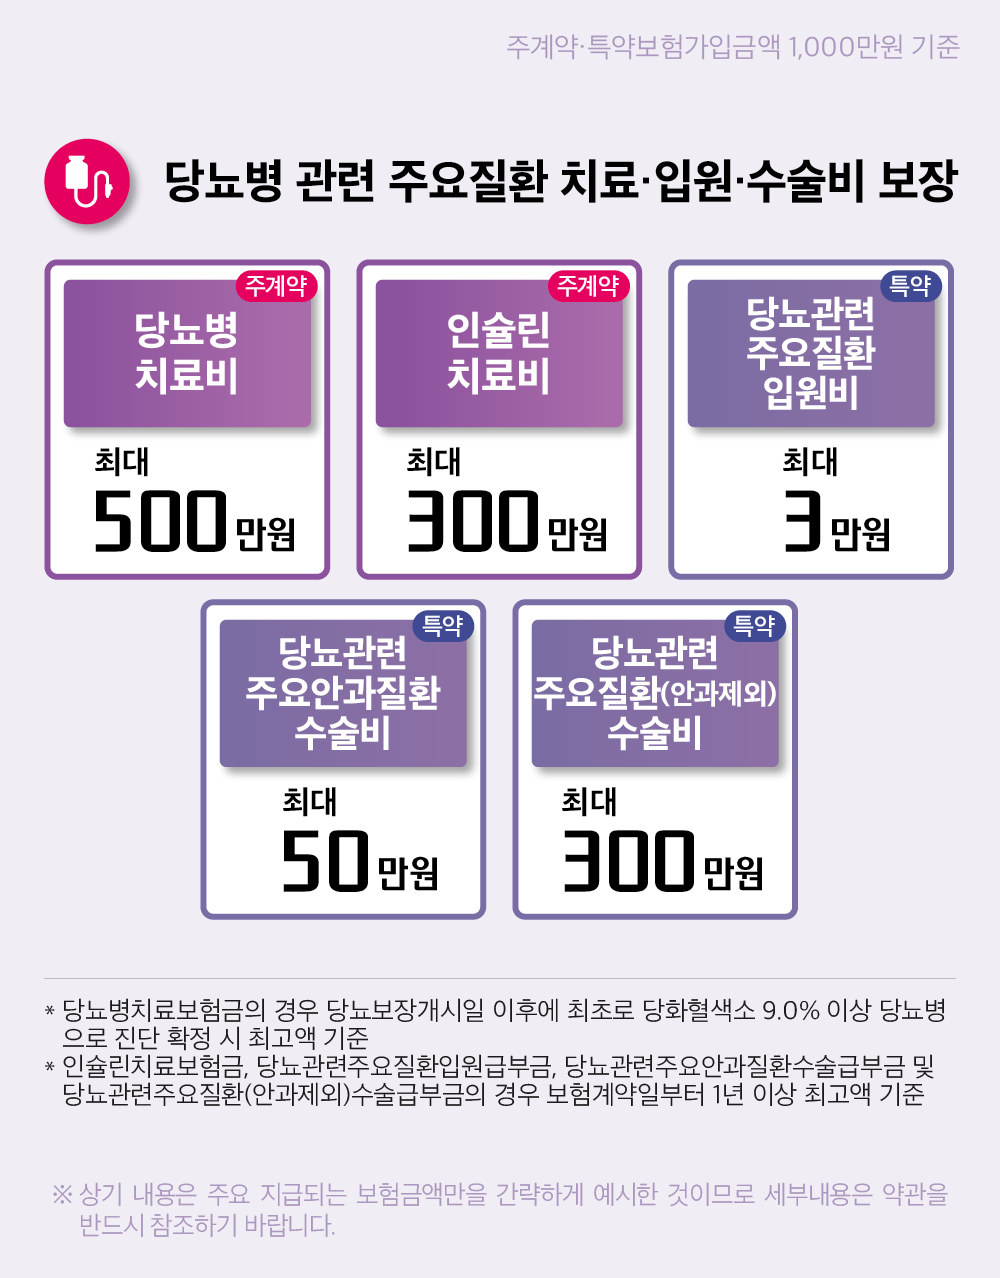 주계약·특약보험가입금액 1,000만원 기준
당뇨병 관련 주요질환 치료·입원·수술비 보장
주계약
당뇨병
치료비
최대
500만원
주계약
인슐린
치료비
최대
300만원
특약
당뇨관련
주요질환
입원비
최대
3만원
특약
당뇨관련
주요안과질환
수술비
최대
50만원
특약
당뇨관련
주요질환(안과제외)
수술비
최대
300만원
* 당뇨병치료보험금의 경우 당뇨보장개시일 이후에 최초로 당화혈색소 9.0% 이상 당뇨병
으로 진단 확정 시 최고액 기준
* 인슐린치료보험금, 당뇨관련주요질환입원급부금, 당뇨관련주요안과질환수술급부금 및
당뇨관련주요질환(안과제외)수술급부금의 경우 보험계약일부터 1년 이상 최고액 기준
※ 상기 내용은 주요 지급되는 보험금액만을 간략하게 예시한 것이므로 세부내용은 약관을
반드시 참조하기 바랍니다.